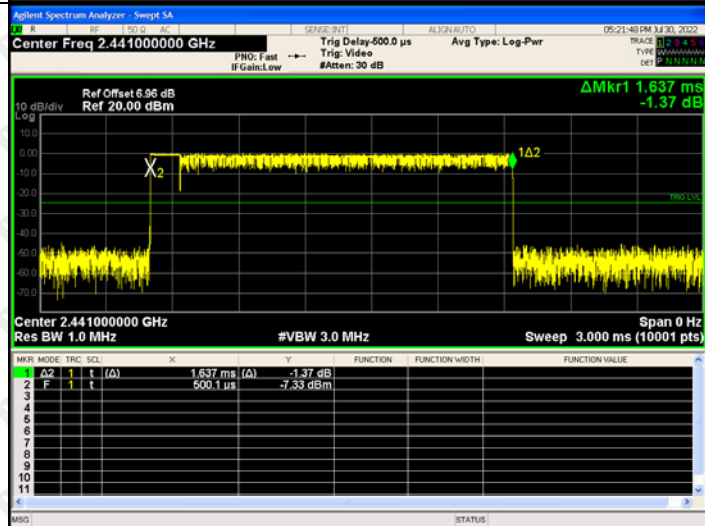 Agilent Spectrum Analyzer - Swept SA
R RF 50 Ω AC SENSE:INT ALIGNAUTO 05:21:48 PM Jul 30, 2022
Center Freq 2.441000000 GHz
PNO: Fast
IFGain:Low
Trig Delay-500.0 µs
Trig: Video
#Atten: 30 dB
Avg Type: Log-Pwr
TRACE 1 2 3 4 5 6
TYPE
DET P N N N N N
ΔMkr1 1.637 ms
-1.37 dB
Ref Offset 6.96 dB
10 dB/div Ref 20.00 dBm
Log
10.0
0.00
-10.0
-20.0
-30.0
-40.0
-50.0
-60.0
-70.0
X2
1Δ2
TRIG LVL
Center 2.441000000 GHz Span 0 Hz
Res BW 1.0 MHz #VBW 3.0 MHz Sweep 3.000 ms (10001 pts)
MKR MODE TRC SCL X Y FUNCTION FUNCTION WIDTH FUNCTION VALUE
1 Δ2 1 t (Δ) 1.637 ms (Δ) -1.37 dB
2 F 1 t 500.1 µs -7.33 dBm
3
4
5
6
7
8
9
10
11
MSG STATUS